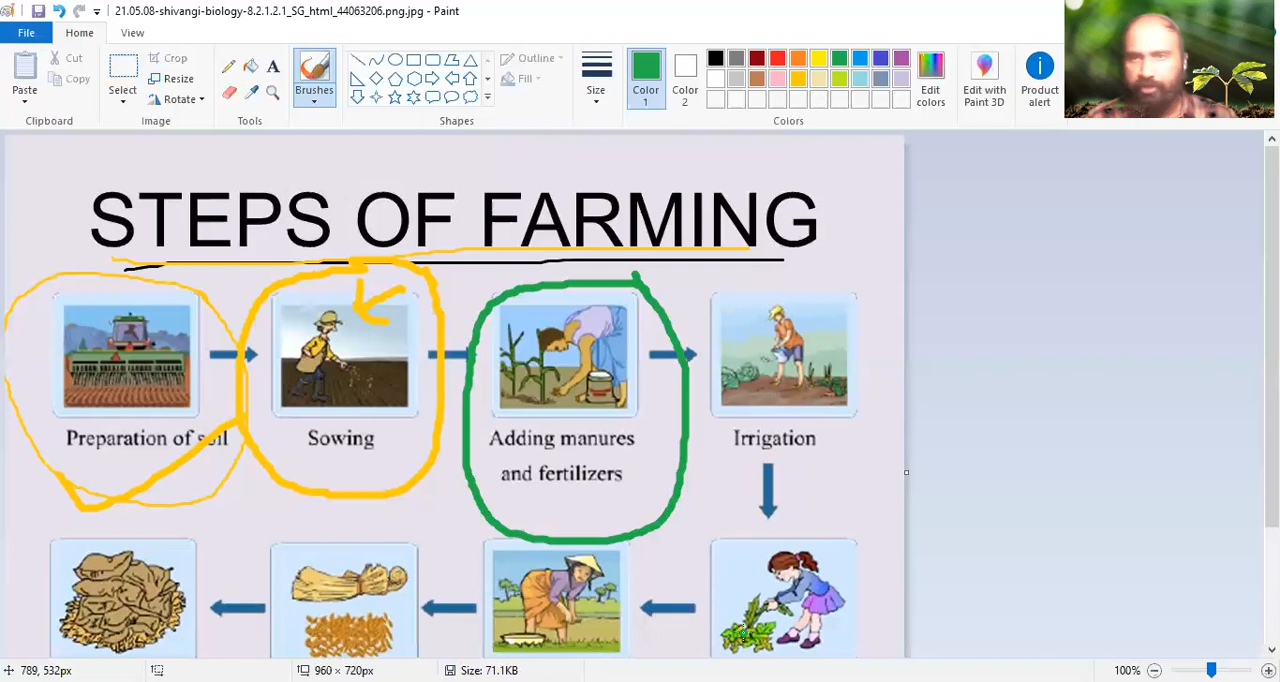 21.05.08-shivangi-biology-8.2.1.2.1_SG_html_44063206.png.jpg - Paint
File
Home
View
Paste
Cut
Copy
Clipboard
Select
Crop
Resize
Rotate
Image
A
Tools
Brushes
Outline
Fill
Shapes
Size
Color 1
Color 2
Edit colors
Colors
Edit with Paint 3D
Product alert
STEPS OF FARMING
Preparation of soil
Sowing
Adding manures
and fertilizers
Irrigation
789, 532px
960 × 720px
Size: 71.1KB
100%